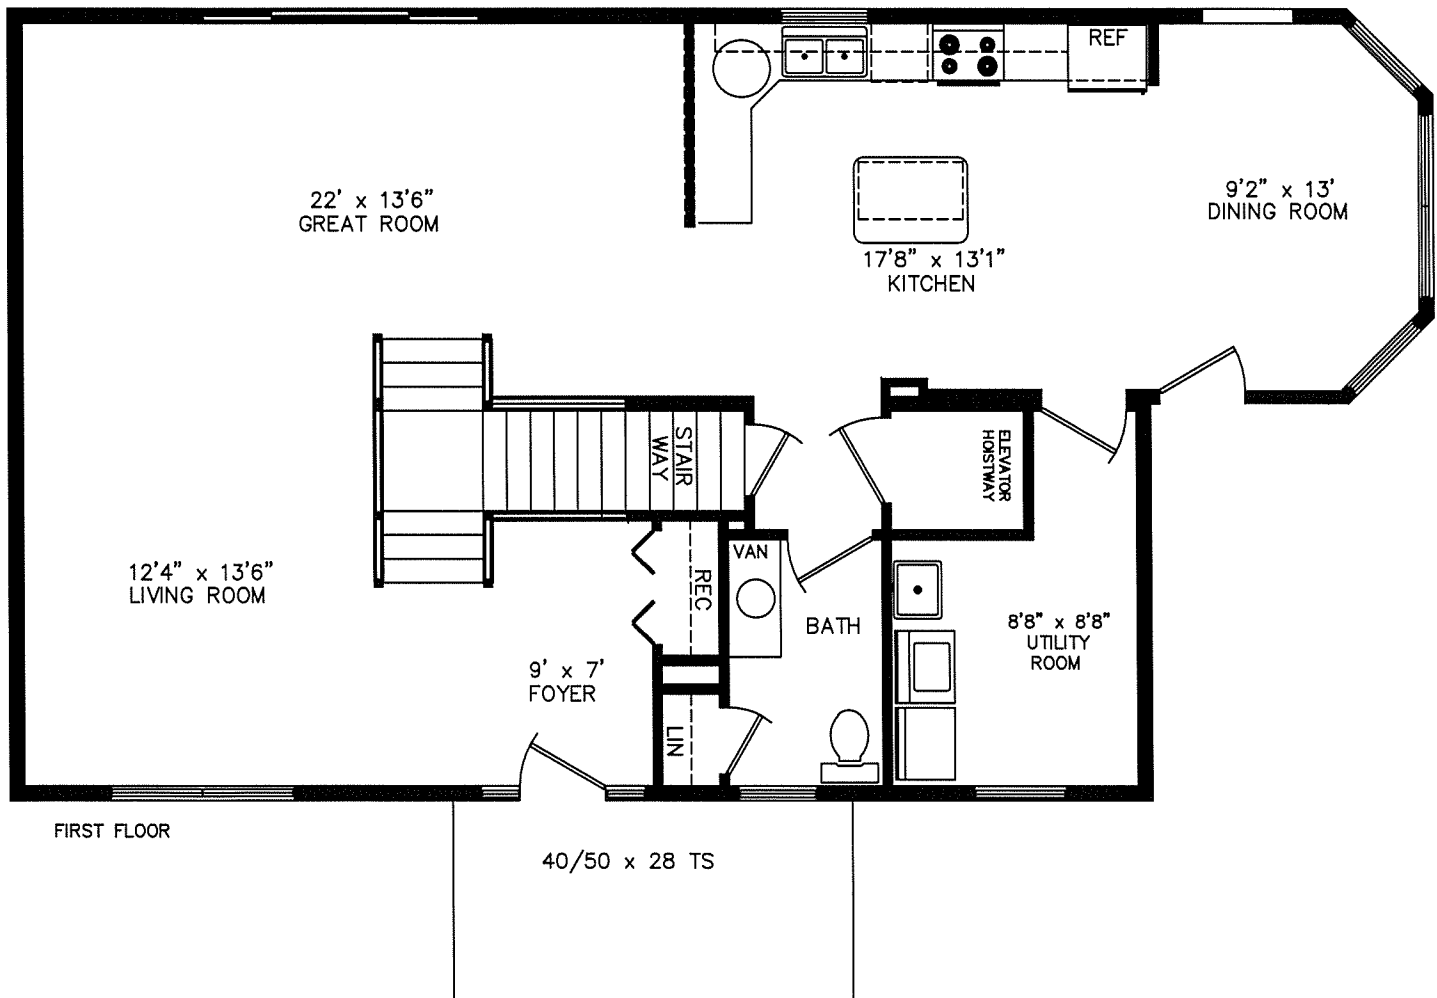 REF
22' x 13'6"
GREAT ROOM
9'2" x 13'
DINING ROOM
17'8" x 13'1"
KITCHEN
STAIR
WAY
ELEVATOR
HOISTWAY
12'4" x 13'6"
LIVING ROOM
VAN
REC
BATH
8'8" x 8'8"
UTILITY
ROOM
9' x 7'
FOYER
LIN
FIRST FLOOR
40/50 x 28 TS